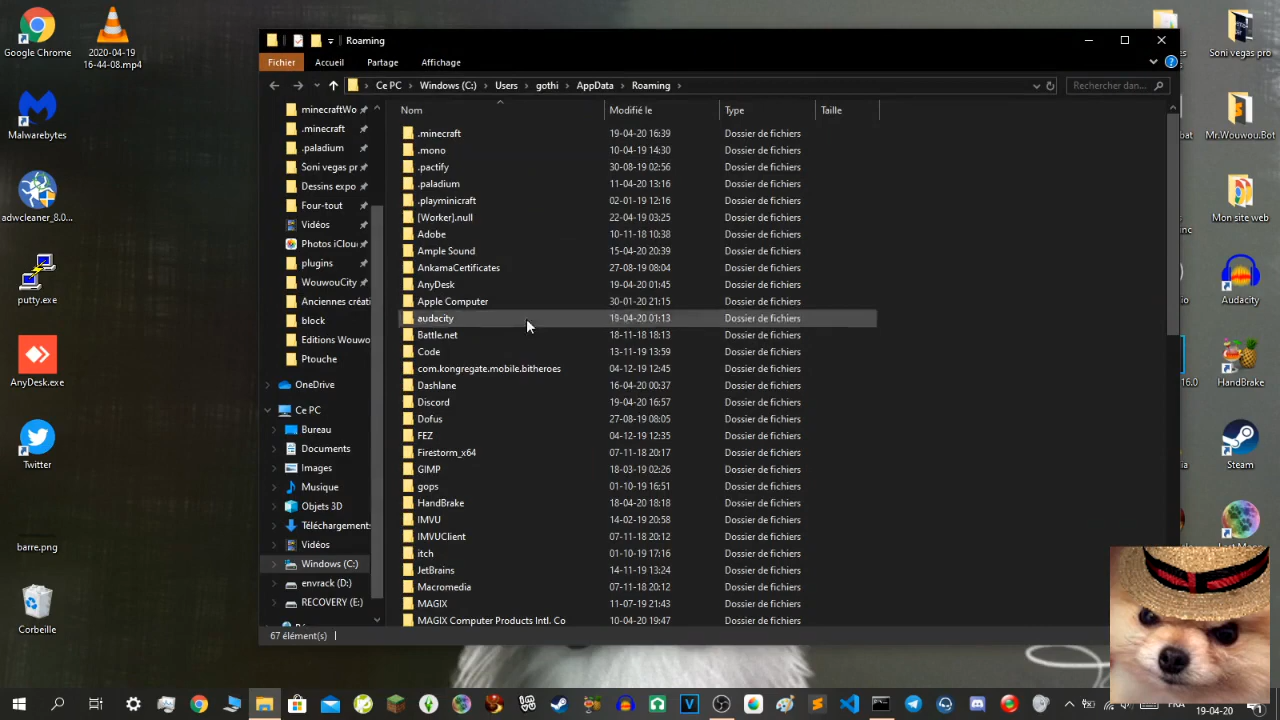 Google Chrome
2020-04-19
16-44-08.mp4
Malwarebytes
adwcleaner_8.0...
putty.exe
AnyDesk.exe
Twitter
barre.png
Corbeille
Roaming
Fichier
Accueil
Partage
Affichage
Ce PC > Windows (C:) > Users > gothi > AppData > Roaming >
Rechercher dan...
minecraftWo
.minecraft
.paladium
Soni vegas pr
Dessins expo
Four-tout
Vidéos
Photos iClou
plugins
WouwouCity
Anciennes créati
block
Editions Wouwo
Ptouche
OneDrive
Ce PC
Bureau
Documents
Images
Musique
Objets 3D
Téléchargement
Vidéos
Windows (C:)
envrack (D:)
RECOVERY (E:)
Nom Modifié le Type Taille
.minecraft 19-04-20 16:39 Dossier de fichiers
.mono 10-04-19 14:30 Dossier de fichiers
.pactify 30-08-19 02:56 Dossier de fichiers
.paladium 11-04-20 13:16 Dossier de fichiers
.playminicraft 02-01-19 12:16 Dossier de fichiers
[Worker].null 22-04-19 03:25 Dossier de fichiers
Adobe 10-11-18 10:38 Dossier de fichiers
Ample Sound 15-04-20 20:39 Dossier de fichiers
AnkamaCertificates 27-08-19 08:04 Dossier de fichiers
AnyDesk 19-04-20 01:45 Dossier de fichiers
Apple Computer 30-01-20 21:15 Dossier de fichiers
audacity 19-04-20 01:13 Dossier de fichiers
Battle.net 18-11-18 18:13 Dossier de fichiers
Code 13-11-19 13:59 Dossier de fichiers
com.kongregate.mobile.bitheroes 04-12-19 12:45 Dossier de fichiers
Dashlane 16-04-20 00:37 Dossier de fichiers
Discord 19-04-20 16:57 Dossier de fichiers
Dofus 27-08-19 08:05 Dossier de fichiers
FEZ 04-12-19 12:35 Dossier de fichiers
Firestorm_x64 07-11-18 20:17 Dossier de fichiers
GIMP 18-03-19 02:26 Dossier de fichiers
gops 01-10-19 16:51 Dossier de fichiers
HandBrake 18-04-20 18:18 Dossier de fichiers
IMVU 14-02-19 20:58 Dossier de fichiers
IMVUClient 07-11-18 20:12 Dossier de fichiers
itch 01-10-19 17:16 Dossier de fichiers
JetBrains 14-11-19 13:24 Dossier de fichiers
Macromedia 07-11-18 20:12 Dossier de fichiers
MAGIX 11-07-19 21:43 Dossier de fichiers
MAGIX Computer Products Intl. Co 10-04-20 19:47 Dossier de fichiers
67 élément(s)
Soni vegas pro
Mr.Wouwou.Bat
Mon site web
Audacity
HandBrake
Steam
FR
19-04-20